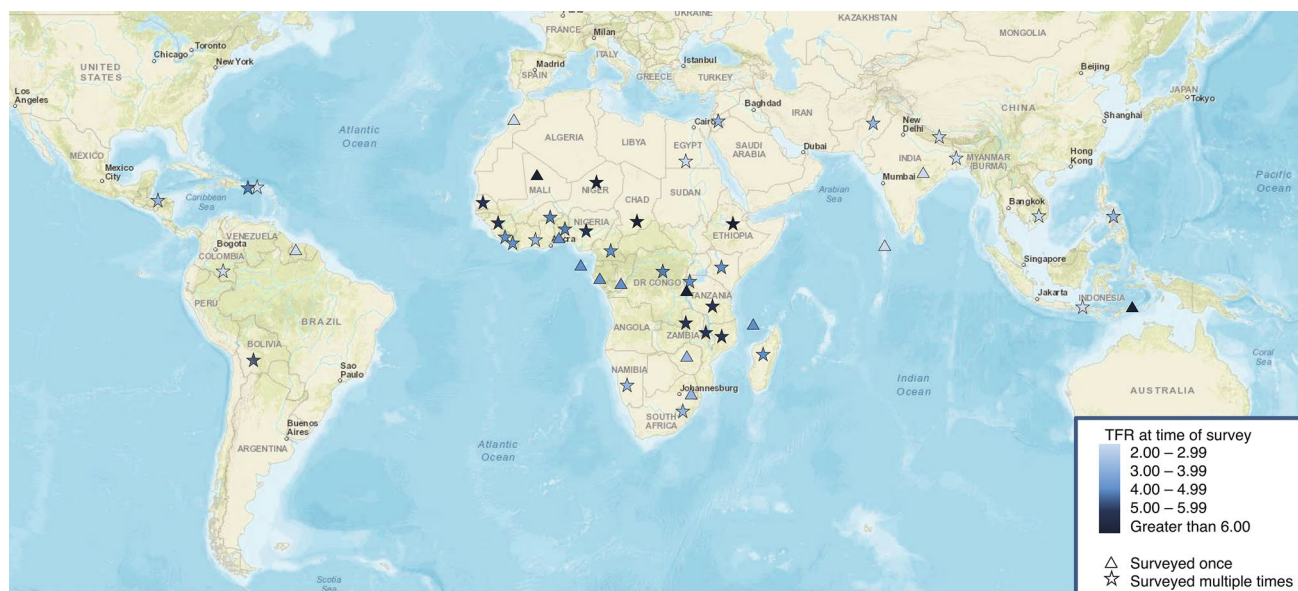 UKRAINE
KAZAKHSTAN
FRANCE
Milan
MONGOLIA
Toronto
Chicago
New York
ITALY
Madrid
SPAIN
Istanbul
GREECE
TURKEY
Beijing
UNITED
STATES
JAPAN
Tokyo
Los
Angeles
Baghdad
IRAN
CHINA
Shanghai
Atlantic
Ocean
ALGERIA
LIBYA
Cairo
EGYPT
SAUDI
ARABIA
Dubai
New
Delhi
INDIA
Mumbai
MYANMAR
(BURMA)
Hong
Kong
MÉXICO
Mexico
City
Caribbean
Sea
MALI
NIGER
CHAD
SUDAN
Arabian
Sea
Bangkok
Pacific
Ocean
VENEZUELA
Bogota
COLOMBIA
NIGERIA
ETHIOPIA
Singapore
PERU
BRAZIL
DR CONGO
TANZANIA
Jakarta
INDONESIA
BOLIVIA
ANGOLA
ZAMBIA
Sao
Paulo
NAMIBIA
Johannesburg
Indian
Ocean
Coral
Sea
AUSTRALIA
SOUTH
AFRICA
Buenos
Aires
ARGENTINA
Atlantic
Ocean
Scotia
Sea
TFR at time of survey
2.00 – 2.99
3.00 – 3.99
4.00 – 4.99
5.00 – 5.99
Greater than 6.00
Surveyed once
Surveyed multiple times